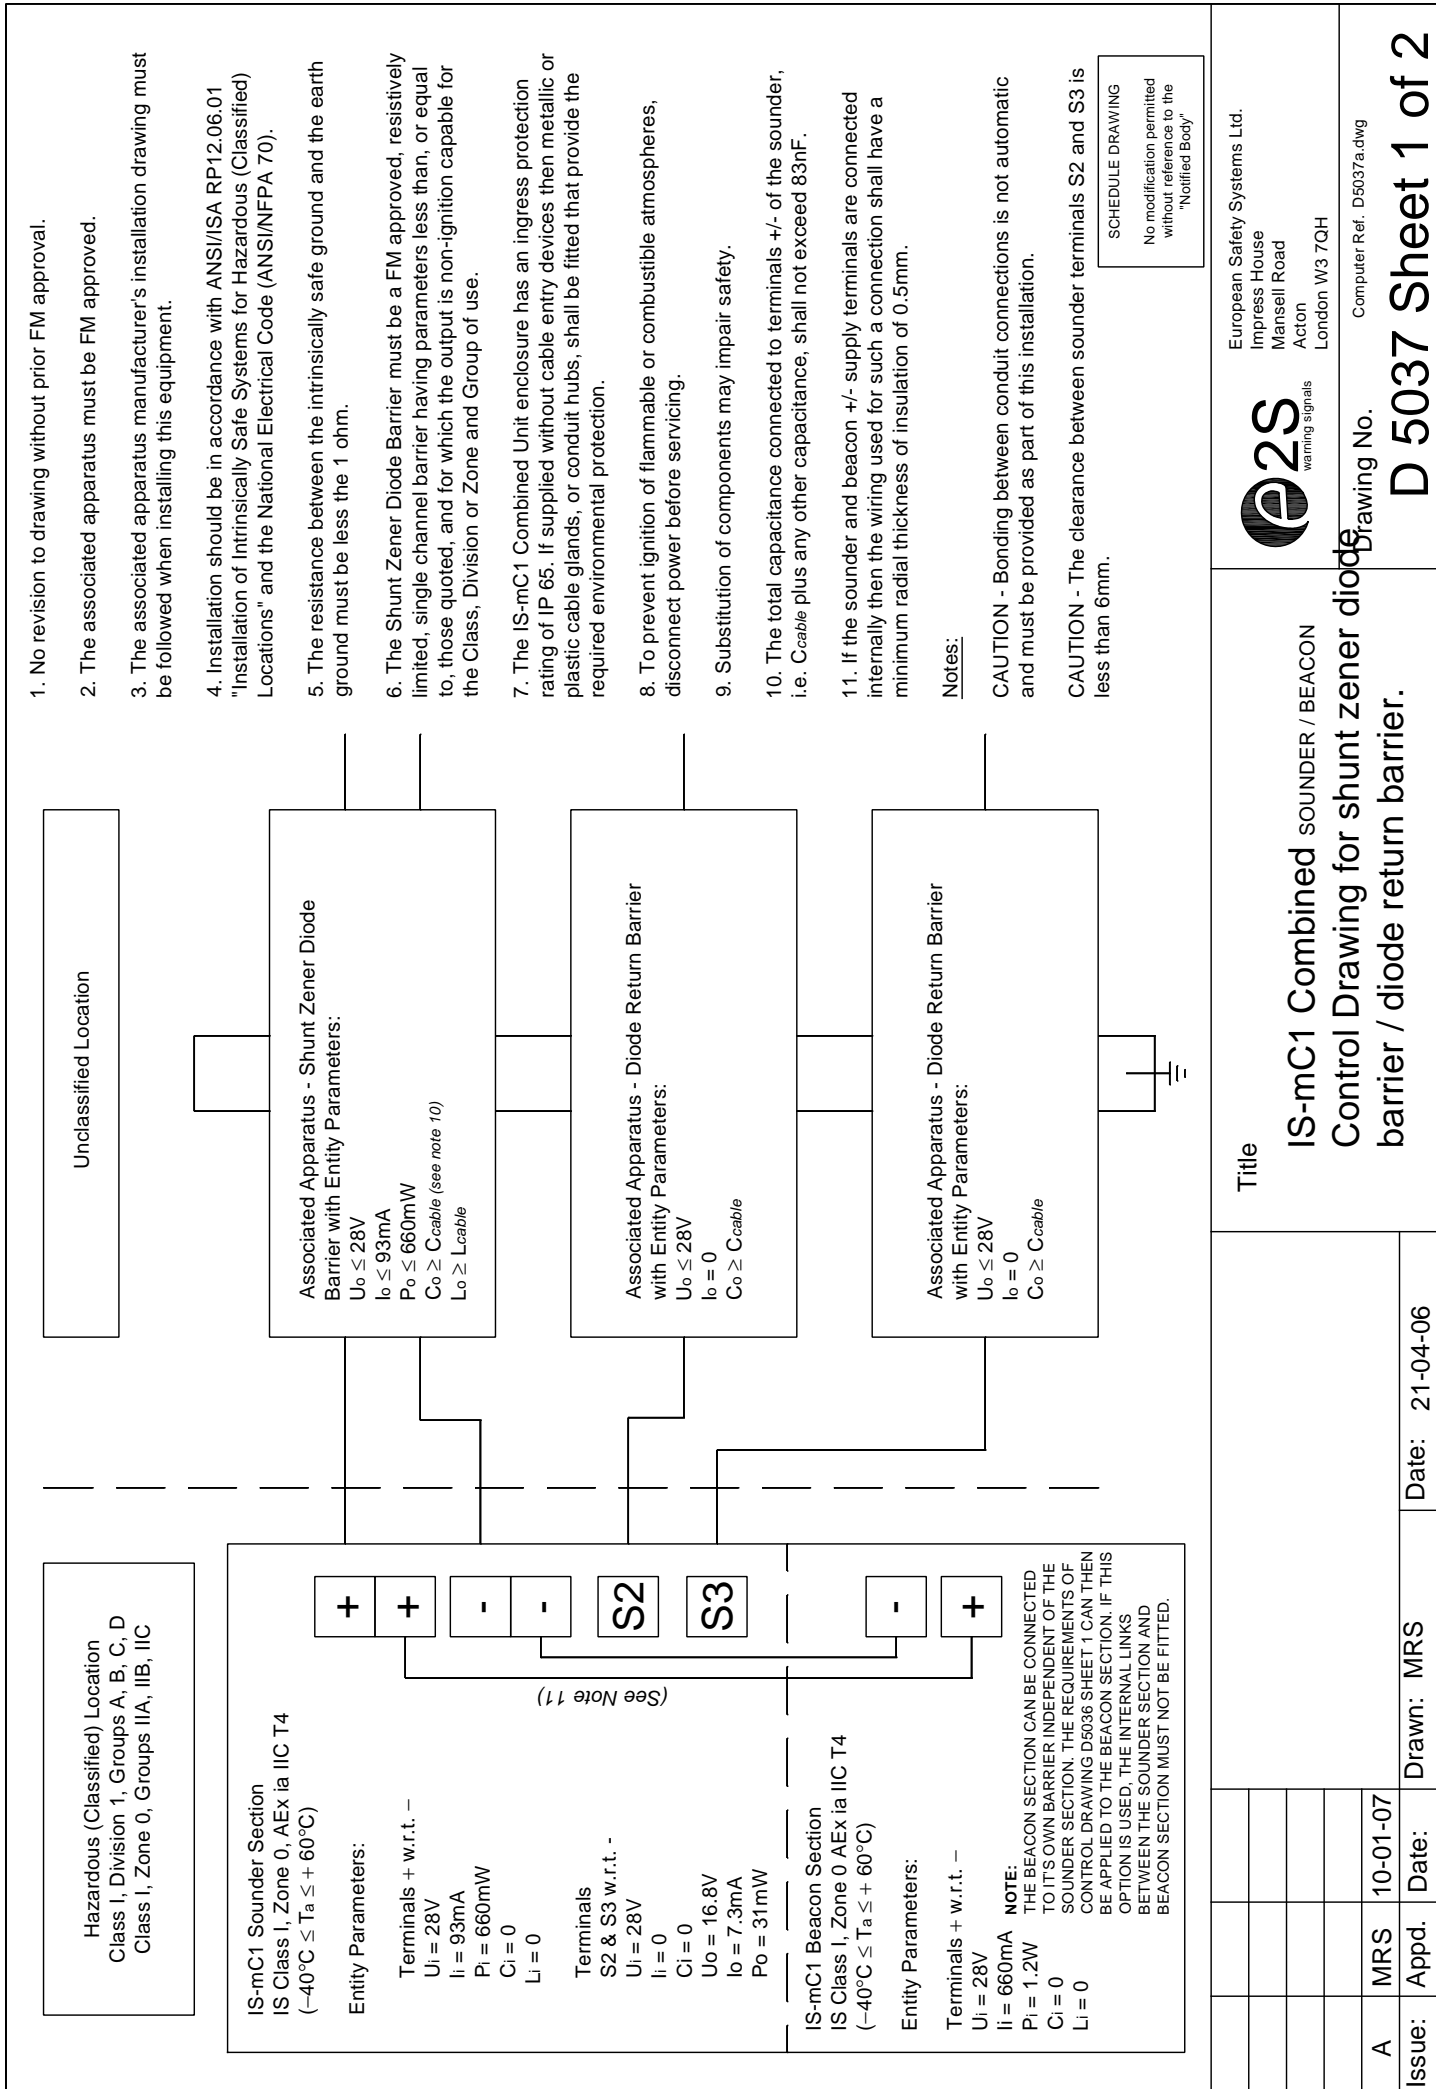 Hazardous (Classified) Location
Class I, Division 1, Groups A, B, C, D
Class I, Zone 0, Groups IIA, IIB, IIC
Unclassified Location
IS-mC1 Sounder Section
IS Class I, Zone 0, AEx ia IIC T4
(−40°C ≤ Ta ≤ + 60°C)
Entity Parameters:
Terminals + w.r.t. −
Ui = 28V
Ii = 93mA
Pi = 660mW
Ci = 0
Li = 0
Terminals
S2 & S3 w.r.t. -
Ui = 28V
Ii = 0
Ci = 0
Uo = 16.8V
Io = 7.3mA
Po = 31mW
+
+
-
-
S2
S3
(See Note 11)
IS-mC1 Beacon Section
IS Class I, Zone 0 AEx ia IIC T4
(−40°C ≤ Ta ≤ + 60°C)
Entity Parameters:
Terminals + w.r.t. −
Ui = 28V
Ii = 660mA
Pi = 1.2W
Ci = 0
Li = 0
-
+
NOTE:
THE BEACON SECTION CAN BE CONNECTED
TO IT'S OWN BARRIER INDEPENDENT OF THE
SOUNDER SECTION. THE REQUIREMENTS OF
CONTROL DRAWING D5036 SHEET 1 CAN THEN
BE APPLIED TO THE BEACON SECTION. IF THIS
OPTION IS USED, THE INTERNAL LINKS
BETWEEN THE SOUNDER SECTION AND
BEACON SECTION MUST NOT BE FITTED.
Associated Apparatus - Shunt Zener Diode
Barrier with Entity Parameters:
Uo ≤ 28V
Io ≤ 93mA
Po ≤ 660mW
Co ≥ Ccable (see note 10)
Lo ≥ Lcable
Associated Apparatus - Diode Return Barrier
with Entity Parameters:
Uo ≤ 28V
Io = 0
Co ≥ Ccable
Associated Apparatus - Diode Return Barrier
with Entity Parameters:
Uo ≤ 28V
Io = 0
Co ≥ Ccable
1. No revision to drawing without prior FM approval.
2. The associated apparatus must be FM approved.
3. The associated apparatus manufacturer's installation drawing must
be followed when installing this equipment.
4. Installation should be in accordance with ANSI/ISA RP12.06.01
"Installation of Intrinsically Safe Systems for Hazardous (Classified)
Locations" and the National Electrical Code (ANSI/NFPA 70).
5. The resistance between the intrinsically safe ground and the earth
ground must be less the 1 ohm.
6. The Shunt Zener Diode Barrier must be a FM approved, resistively
limited, single channel barrier having parameters less than, or equal
to, those quoted, and for which the output is non-ignition capable for
the Class, Division or Zone and Group of use.
7. The IS-mC1 Combined Unit enclosure has an ingress protection
rating of IP 65. If supplied without cable entry devices then metallic or
plastic cable glands, or conduit hubs, shall be fitted that provide the
required environmental protection.
8. To prevent ignition of flammable or combustible atmospheres,
disconnect power before servicing.
9. Substitution of components may impair safety.
10. The total capacitance connected to terminals +/- of the sounder,
i.e. Ccable plus any other capacitance, shall not exceed 83nF.
11. If the sounder and beacon +/- supply terminals are connected
internally then the wiring used for such a connection shall have a
minimum radial thickness of insulation of 0.5mm.
Notes:
CAUTION - Bonding between conduit connections is not automatic
and must be provided as part of this installation.
CAUTION - The clearance between sounder terminals S2 and S3 is
less than 6mm.
SCHEDULE DRAWING
No modification permitted
without reference to the
"Notified Body"
A MRS 10-01-07
Issue: Appd. Date:
Drawn: MRS
Date: 21-04-06
Title
IS-mC1 Combined SOUNDER / BEACON
Control Drawing for shunt zener diode
barrier / diode return barrier.
e2S
warning signals
European Safety Systems Ltd.
Impress House
Mansell Road
Acton
London W3 7QH
Drawing No.
Computer Ref. D5037a.dwg
D 5037 Sheet 1 of 2